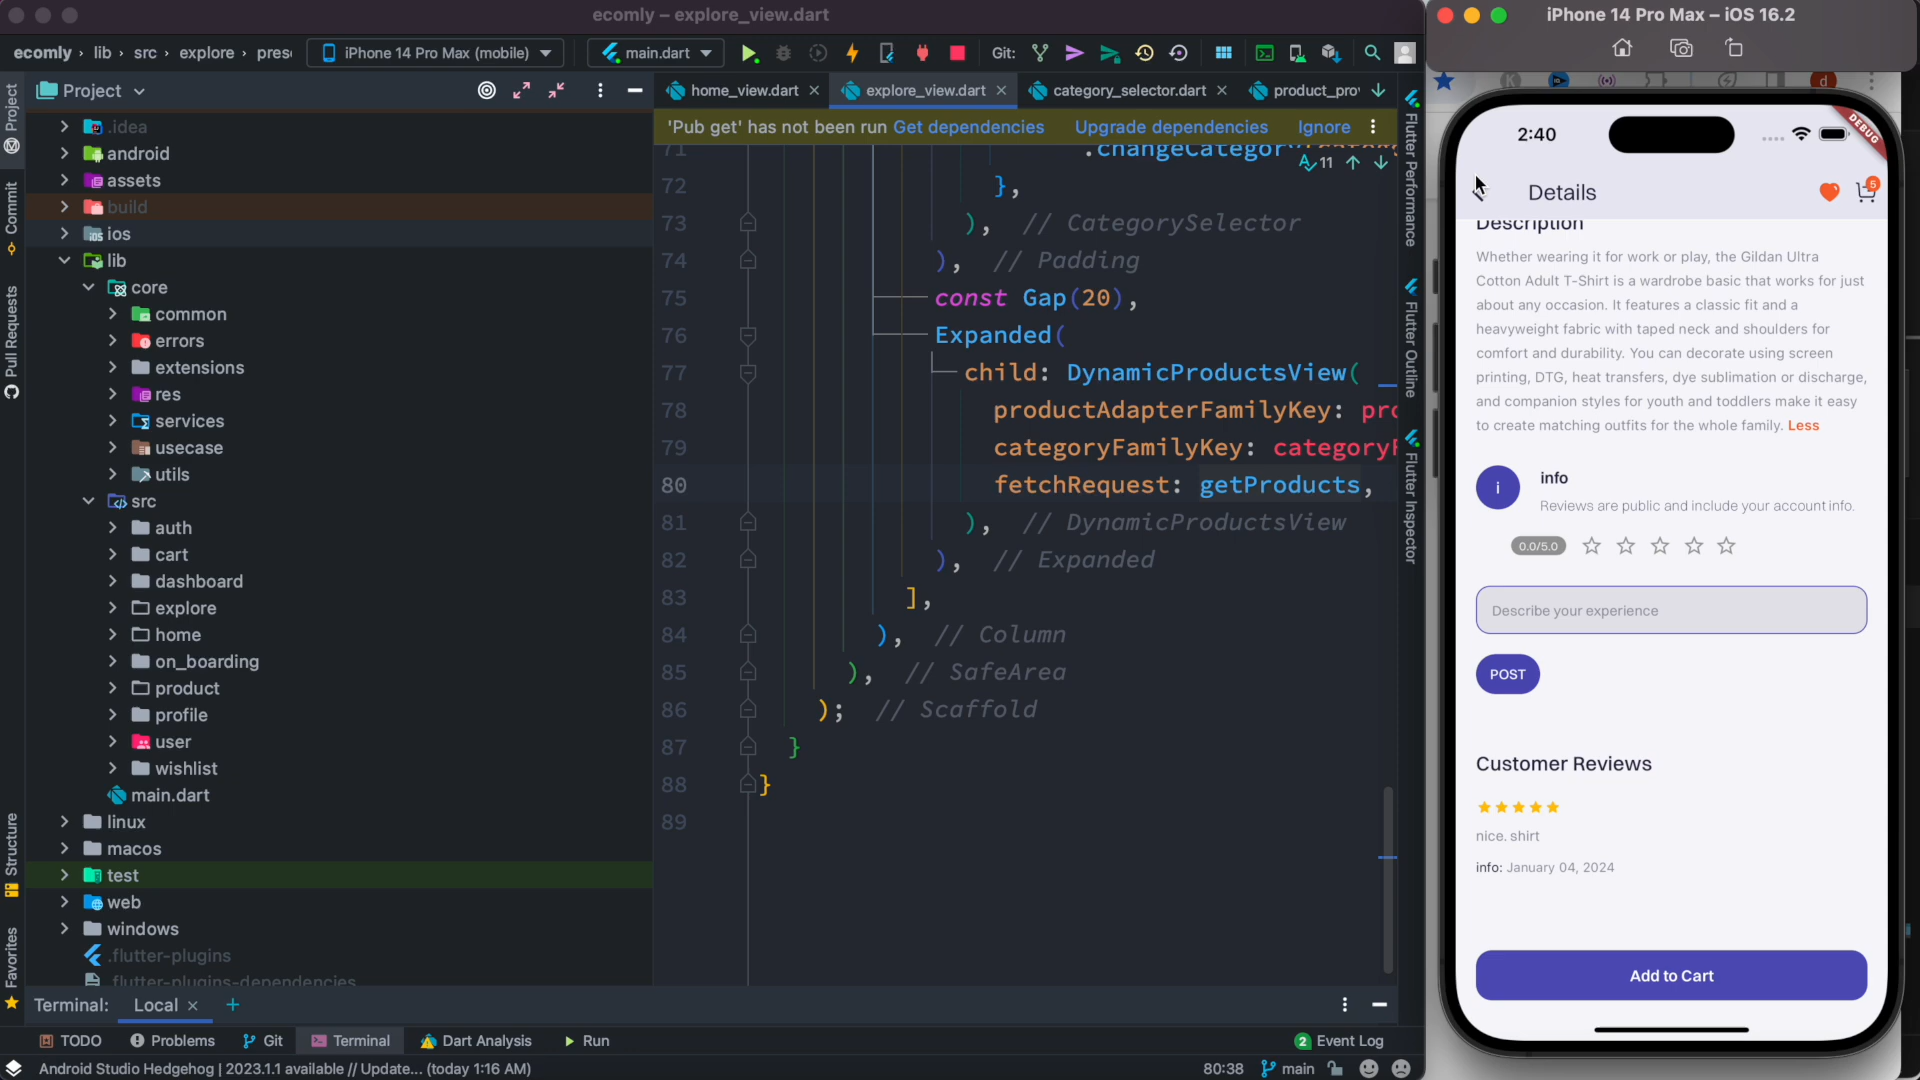 ecomly – explore_view.dart
iPhone 14 Pro Max – iOS 16.2
ecomly
lib
src
explore
iPhone 14 Pro Max (mobile)
main.dart
Git:
Project
home_view.dart
explore_view.dart
category_selector.dart
'Pub get' has not been run
Get dependencies
Upgrade dependencies
Ignore
.idea
android
assets
build
ios
lib
core
common
errors
extensions
res
services
usecase
utils
src
auth
cart
dashboard
explore
home
on_boarding
product
profile
user
wishlist
main.dart
linux
macos
test
web
windows
.flutter-plugins
.flutter-plugins-dependencies
Project
Commit
Pull Requests
Structure
Favorites
71
11
72 },
73 ), // CategorySelector
74 ), // Padding
75 const Gap(20),
76 Expanded(
77 child: DynamicProductsView(
78 productAdapterFamilyKey:
79 categoryFamilyKey:
80 fetchRequest: getProducts,
81 ), // DynamicProductsView
82 ), // Expanded
83 ],
84 ), // Column
85 ), // SafeArea
86 ); // Scaffold
87 }
88 }
89
Flutter Performance
Flutter Outline
Flutter Inspector
Terminal:
Local
TODO
Problems
Git
Terminal
Dart Analysis
Run
2 Event Log
Android Studio Hedgehog | 2023.1.1 available // Update... (today 1:16 AM)
80:38
main
2:40
DEBUG
Details
5
Description
Whether wearing it for work or play, the Gildan Ultra
Cotton Adult T-Shirt is a wardrobe basic that works for just
about any occasion. It features a classic fit and a
heavyweight fabric with taped neck and shoulders for
comfort and durability. You can decorate using screen
printing, DTG, heat transfers, dye sublimation or discharge,
and companion styles for youth and toddlers make it easy
to create matching outfits for the whole family. Less
i
info
Reviews are public and include your account info.
0.0/5.0
Describe your experience
POST
Customer Reviews
nice. shirt
info: January 04, 2024
Add to Cart